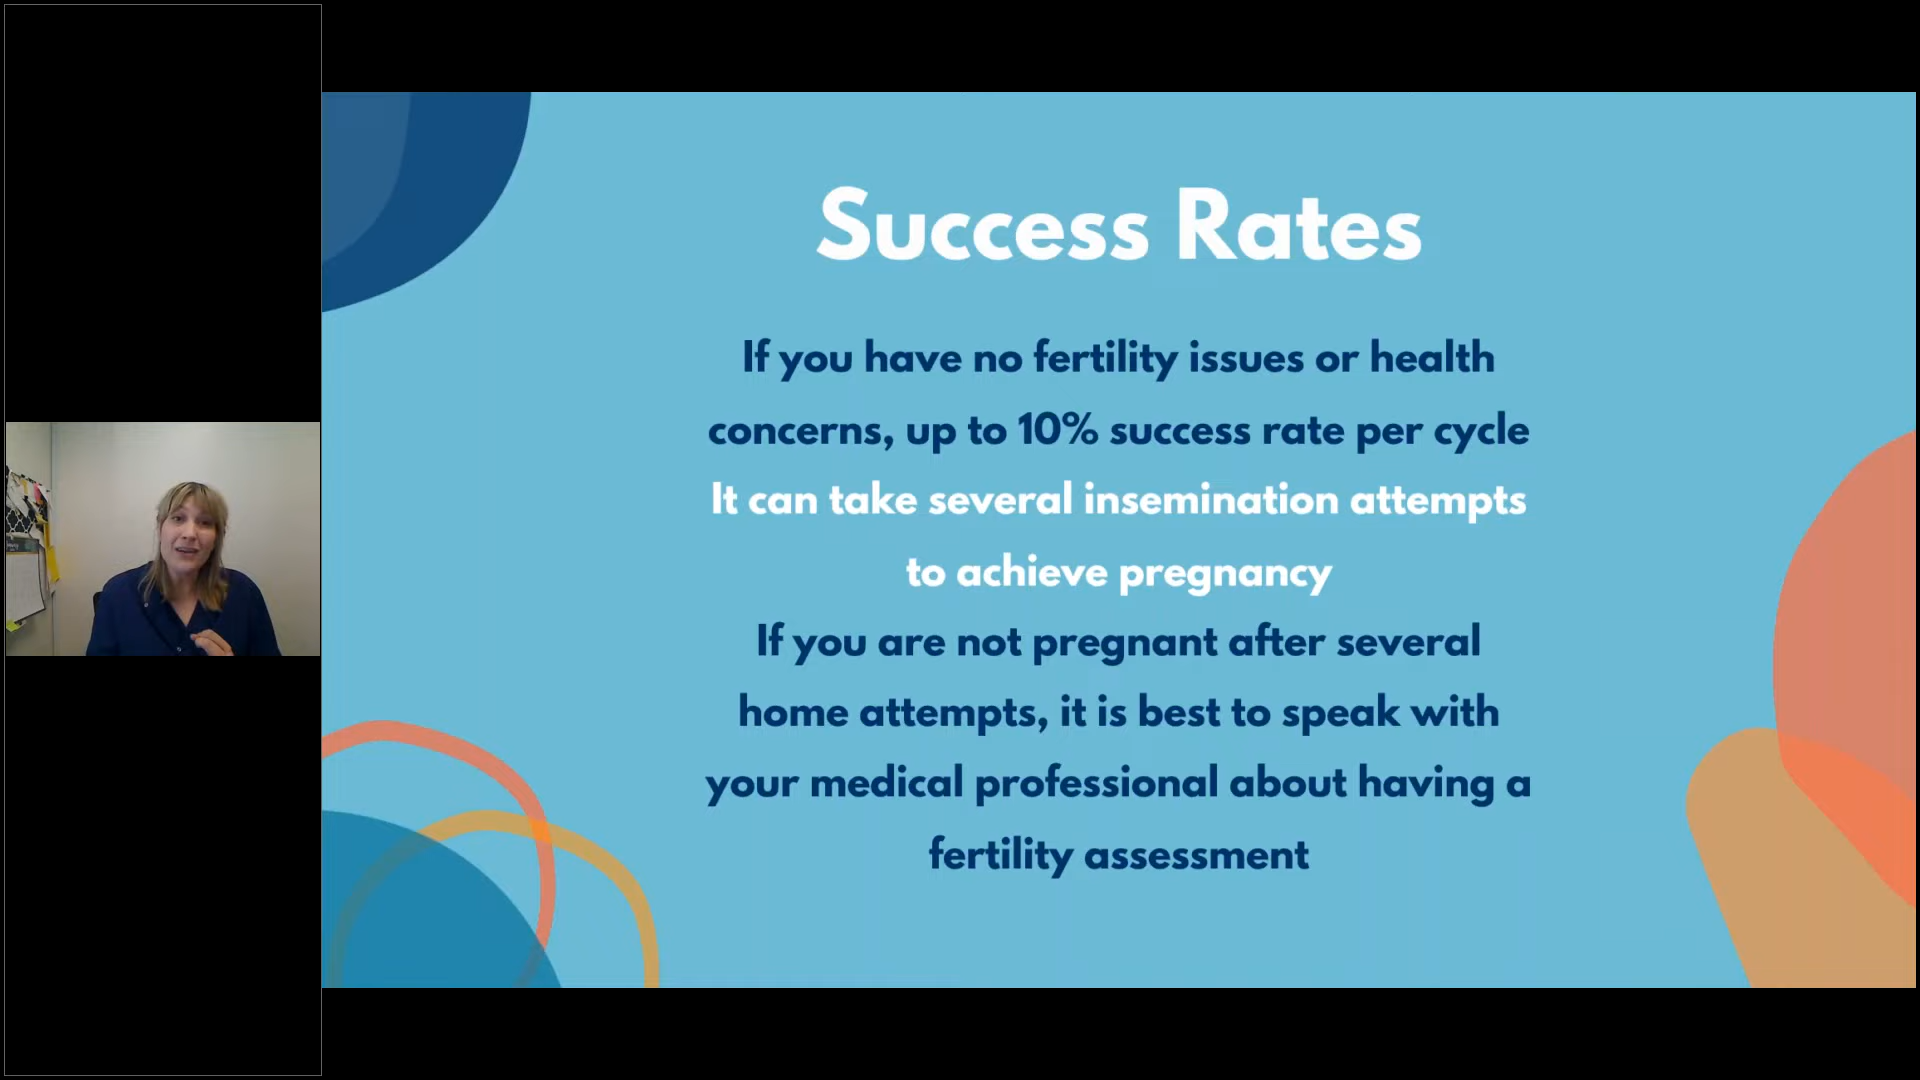 Success Rates
If you have no fertility issues or health
concerns, up to 10% success rate per cycle
It can take several insemination attempts
to achieve pregnancy
If you are not pregnant after several
home attempts, it is best to speak with
your medical professional about having a
fertility assessment